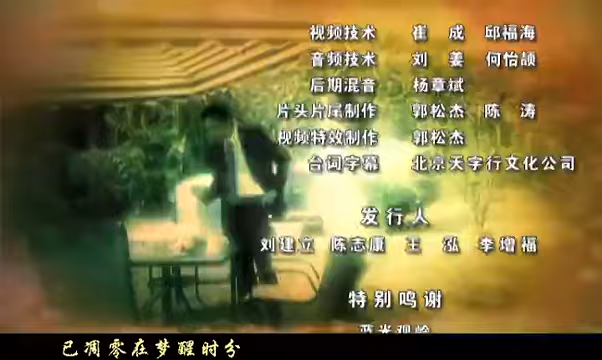 视频技术 崔 成 邱福海
音频技术 刘 姜 何怡颉
后期混音 杨章斌
片头片尾制作 郭松杰 陈 涛
视频特效制作 郭松杰
台词字幕 北京天字行文化公司
发行人
刘建立 陈志康 王 泓 李增福
特别鸣谢
已凋零在梦醒时分